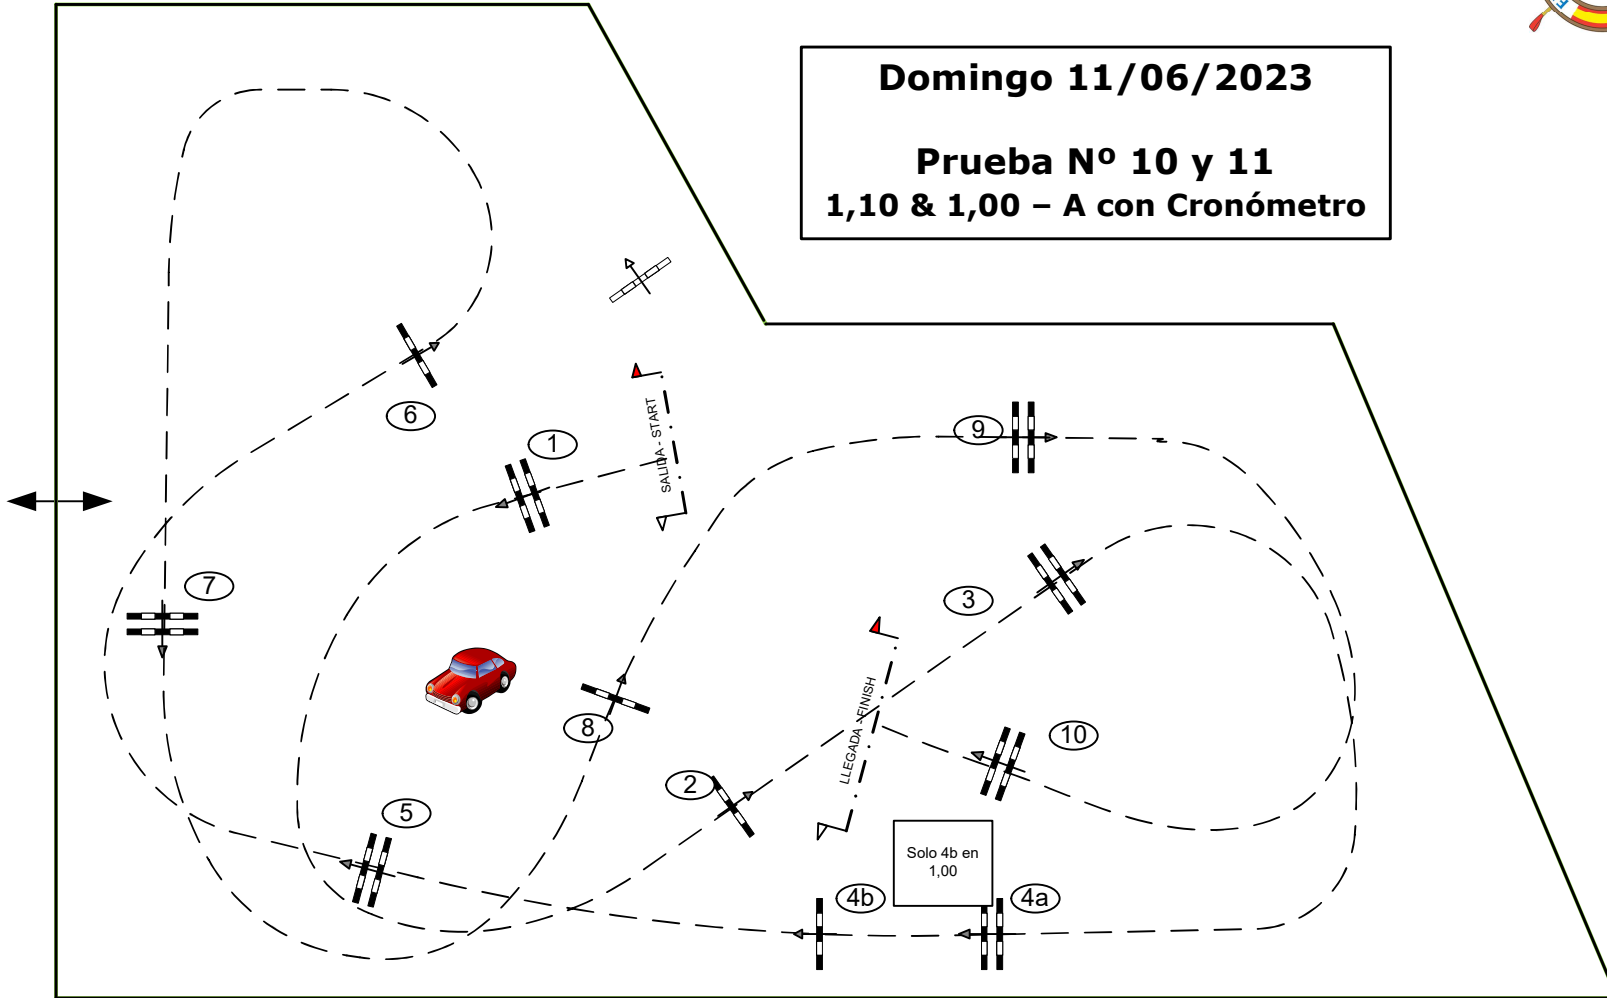 Domingo 11/06/2023
Prueba Nº 10 y 11
1,10 & 1,00 – A con Cronómetro
6
1
SALIDA - START
9
7
3
8
LLEGADA - FINISH
10
2
5
Solo 4b en
1,00
4b
4a